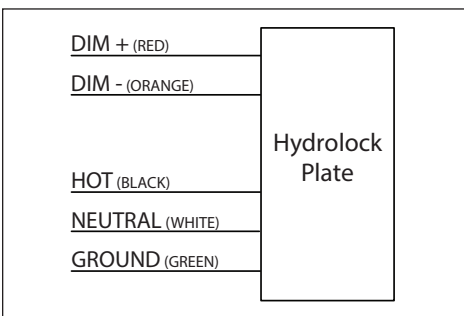 DIM + (RED)
DIM - (ORANGE)
Hydrolock
Plate
HOT (BLACK)
NEUTRAL (WHITE)
GROUND (GREEN)